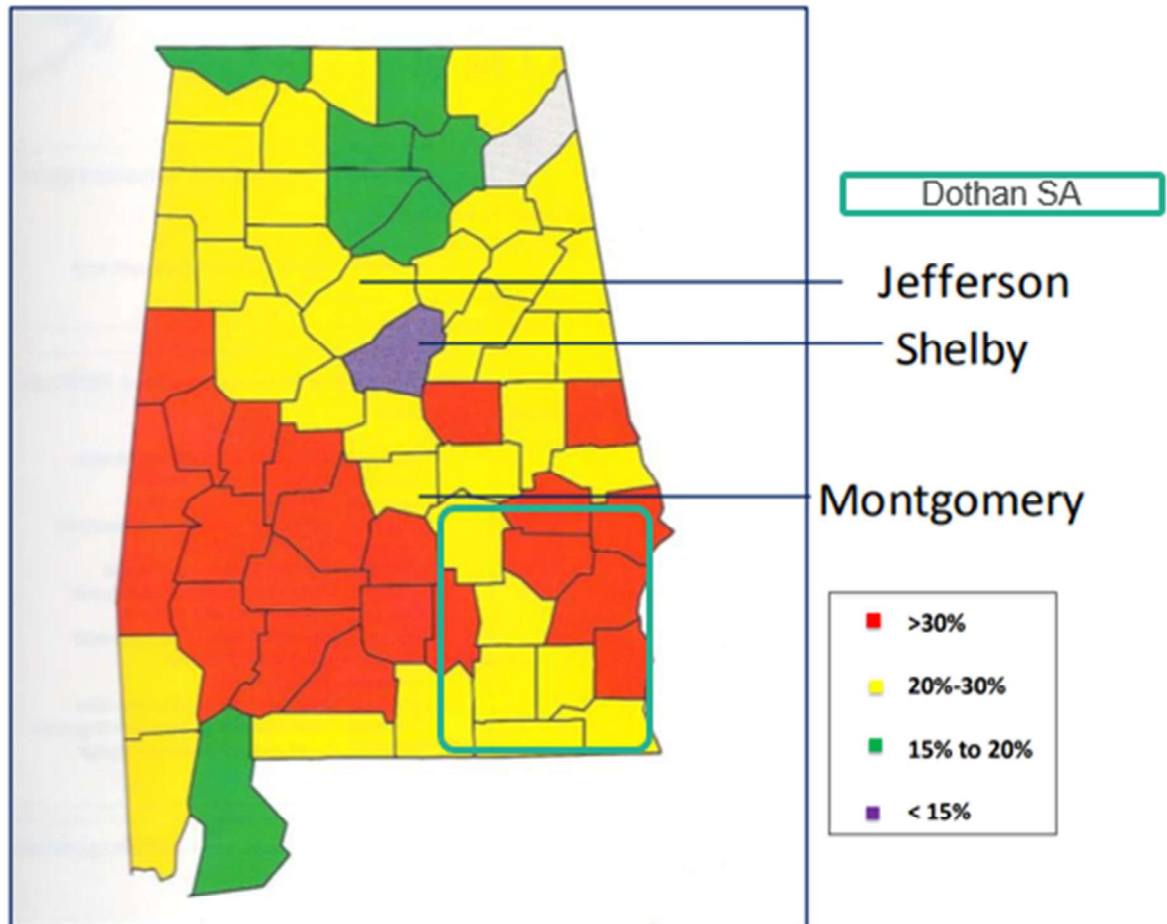 Dothan SA
Jefferson
Shelby
Montgomery
>30%
20%-30%
15% to 20%
< 15%